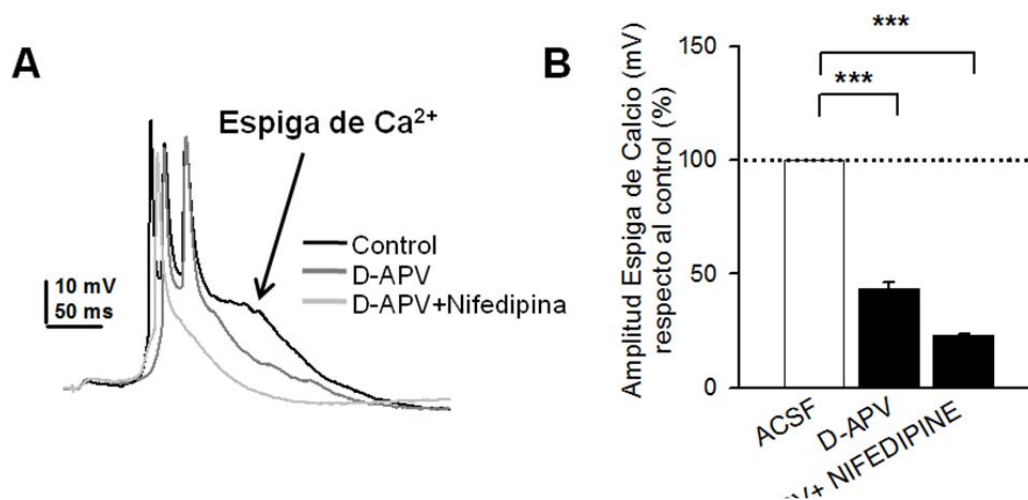 A
Espiga de Ca²⁺
Control
D-APV
D-APV+Nifedipina
10 mV
50 ms
B
Amplitud Espiga de Calcio (mV)
respecto al control (%)
150
100
50
0
***
***
ACSF
D-APV
+ NIFEDIPINE